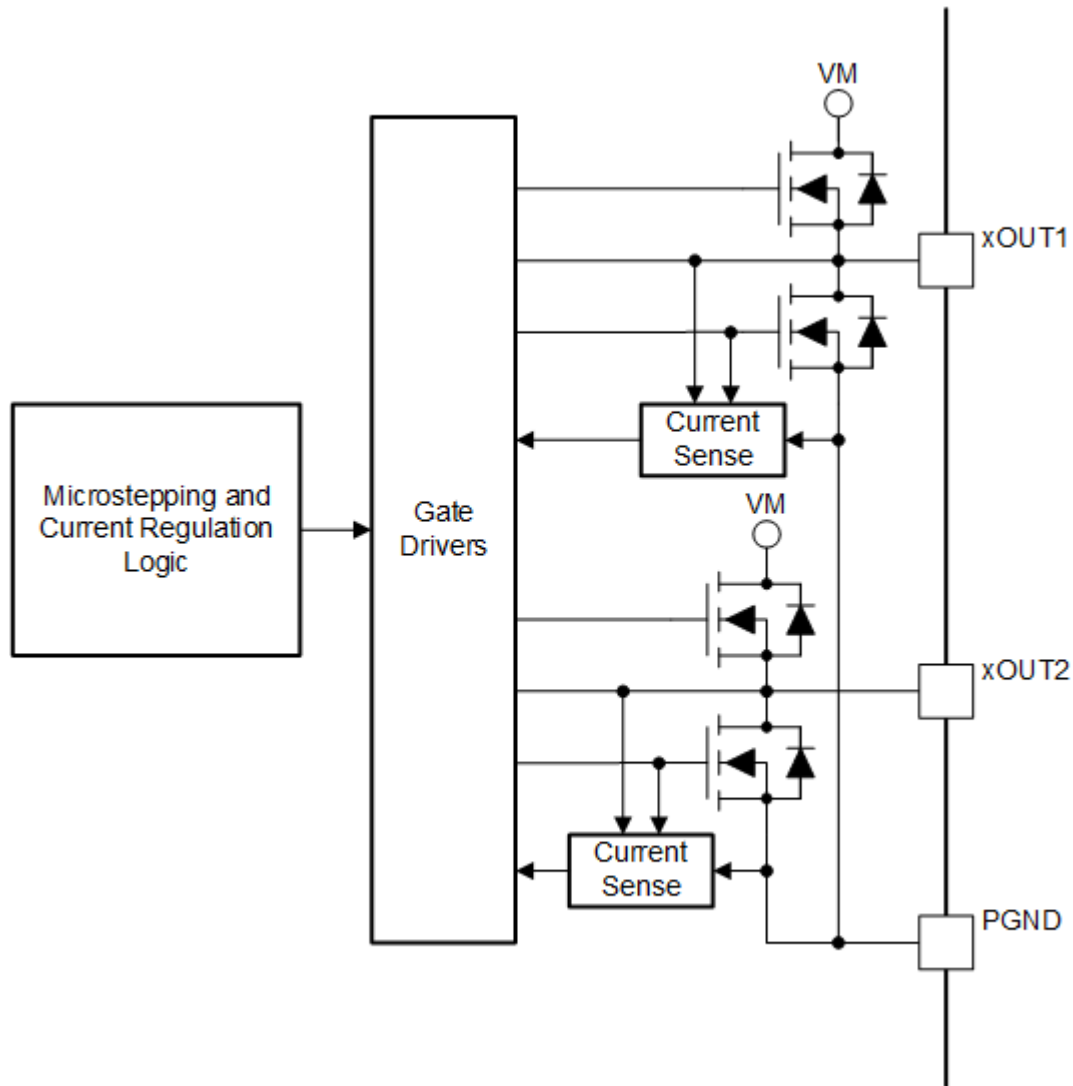 VM
xOUT1
Current
Sense
Microstepping and
Current Regulation
Logic
Gate
Drivers
VM
xOUT2
Current
Sense
PGND